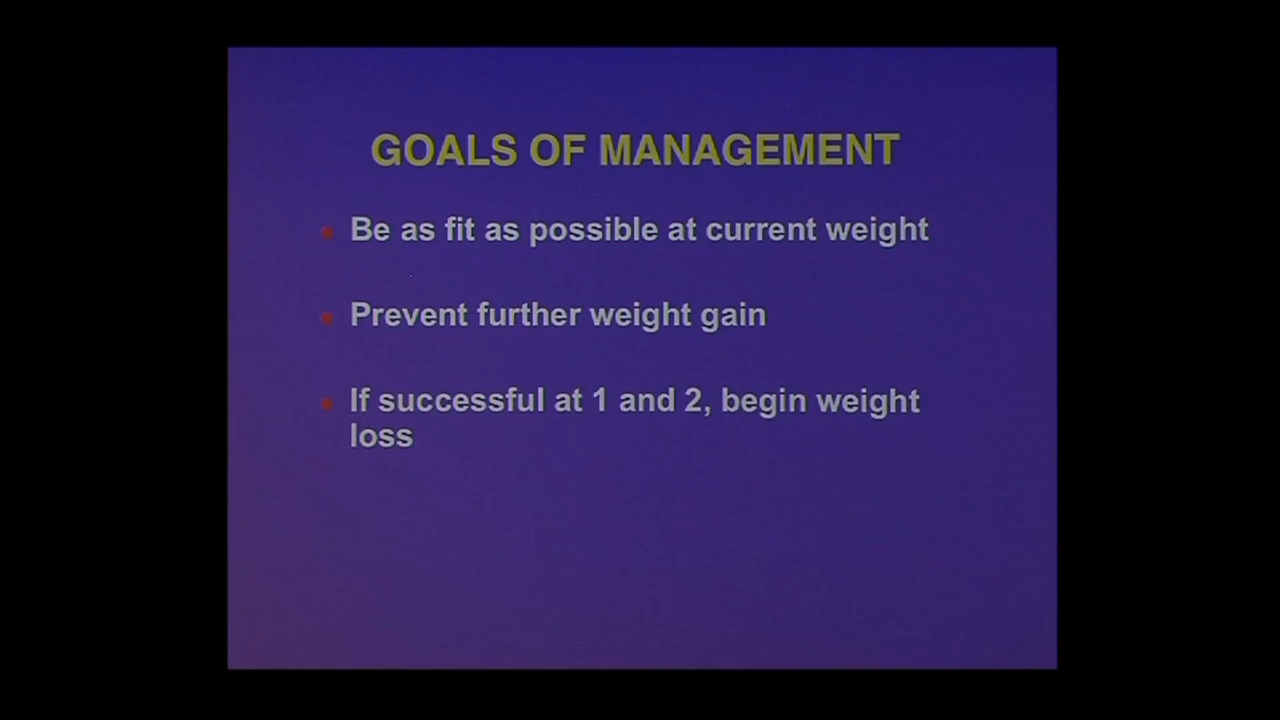 GOALS OF MANAGEMENT
Be as fit as possible at current weight
Prevent further weight gain
If successful at 1 and 2, begin weight
loss